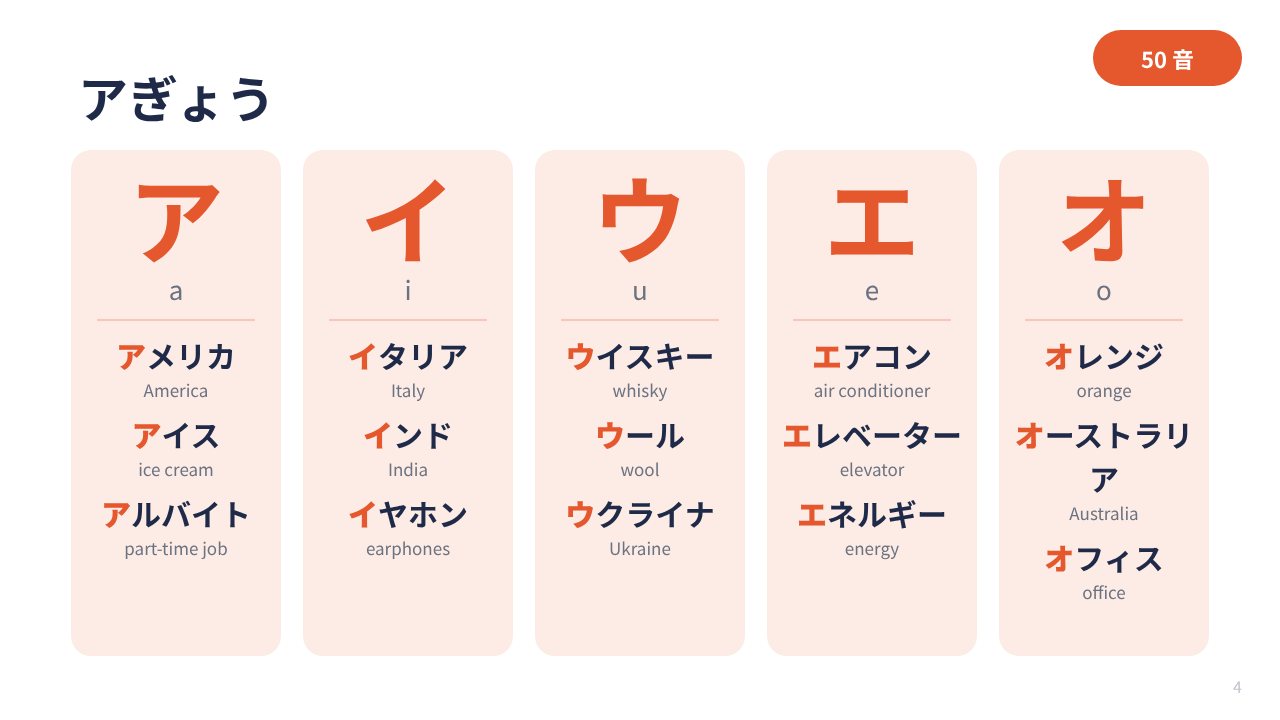 50 音
アぎょう
ア
a
アメリカ
America
アイス
ice cream
アルバイト
part-time job
イ
i
イタリア
Italy
インド
India
イヤホン
earphones
ウ
u
ウイスキー
whisky
ウール
wool
ウクライナ
Ukraine
エ
e
エアコン
air conditioner
エレベーター
elevator
エネルギー
energy
オ
o
オレンジ
orange
オーストラリ
ア
Australia
オフィス
office
4